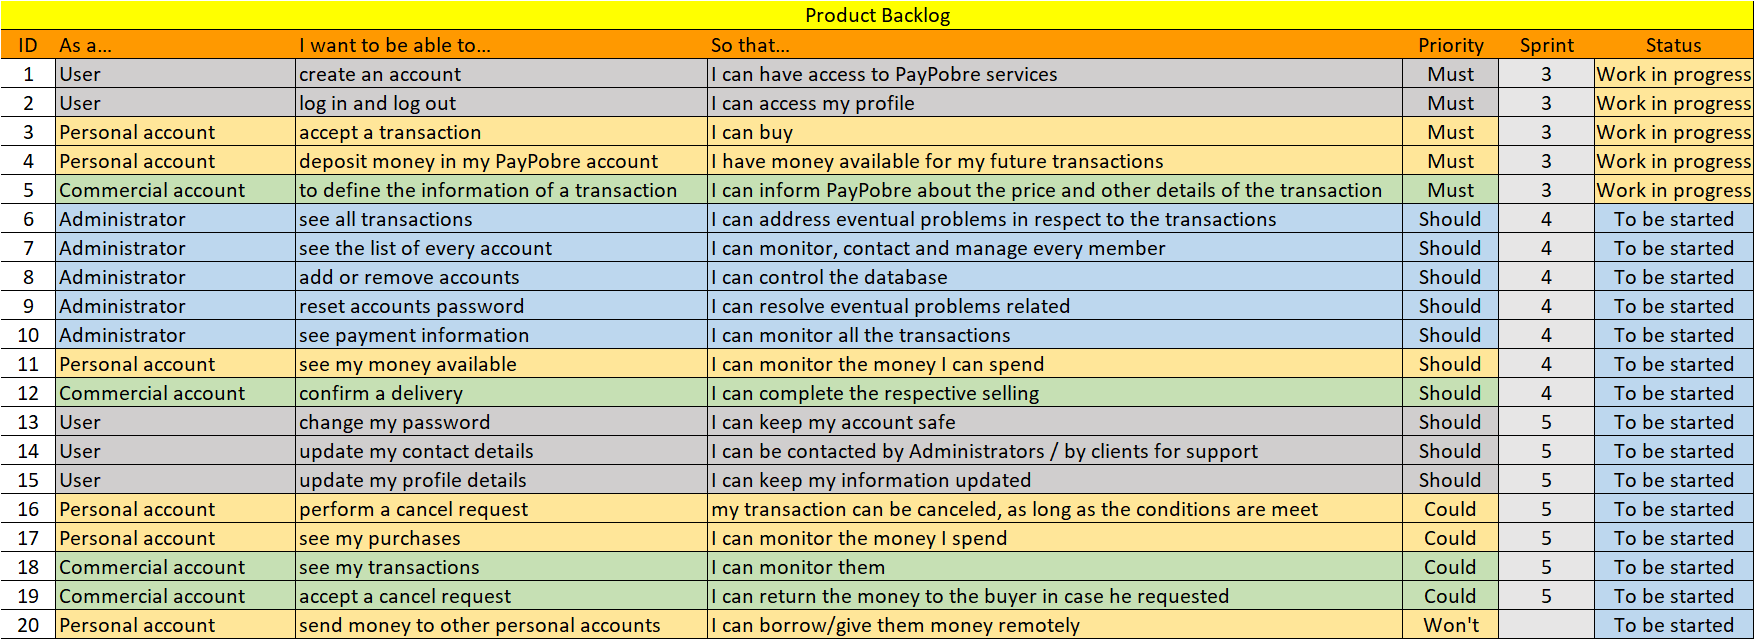 Product Backlog
ID As a... I want to be able to... So that... Priority Sprint Status
1 User create an account I can have access to PayPobre services Must 3 Work in progress
2 User log in and log out I can access my profile Must 3 Work in progress
3 Personal account accept a transaction I can buy Must 3 Work in progress
4 Personal account deposit money in my PayPobre account I have money available for my future transactions Must 3 Work in progress
5 Commercial account to define the information of a transaction I can inform PayPobre about the price and other details of the transaction Must 3 Work in progress
6 Administrator see all transactions I can address eventual problems in respect to the transactions Should 4 To be started
7 Administrator see the list of every account I can monitor, contact and manage every member Should 4 To be started
8 Administrator add or remove accounts I can control the database Should 4 To be started
9 Administrator reset accounts password I can resolve eventual problems related Should 4 To be started
10 Administrator see payment information I can monitor all the transactions Should 4 To be started
11 Personal account see my money available I can monitor the money I can spend Should 4 To be started
12 Commercial account confirm a delivery I can complete the respective selling Should 4 To be started
13 User change my password I can keep my account safe Should 5 To be started
14 User update my contact details I can be contacted by Administrators / by clients for support Should 5 To be started
15 User update my profile details I can keep my information updated Should 5 To be started
16 Personal account perform a cancel request my transaction can be canceled, as long as the conditions are meet Could 5 To be started
17 Personal account see my purchases I can monitor the money I spend Could 5 To be started
18 Commercial account see my transactions I can monitor them Could 5 To be started
19 Commercial account accept a cancel request I can return the money to the buyer in case he requested Could 5 To be started
20 Personal account send money to other personal accounts I can borrow/give them money remotely Won't To be started